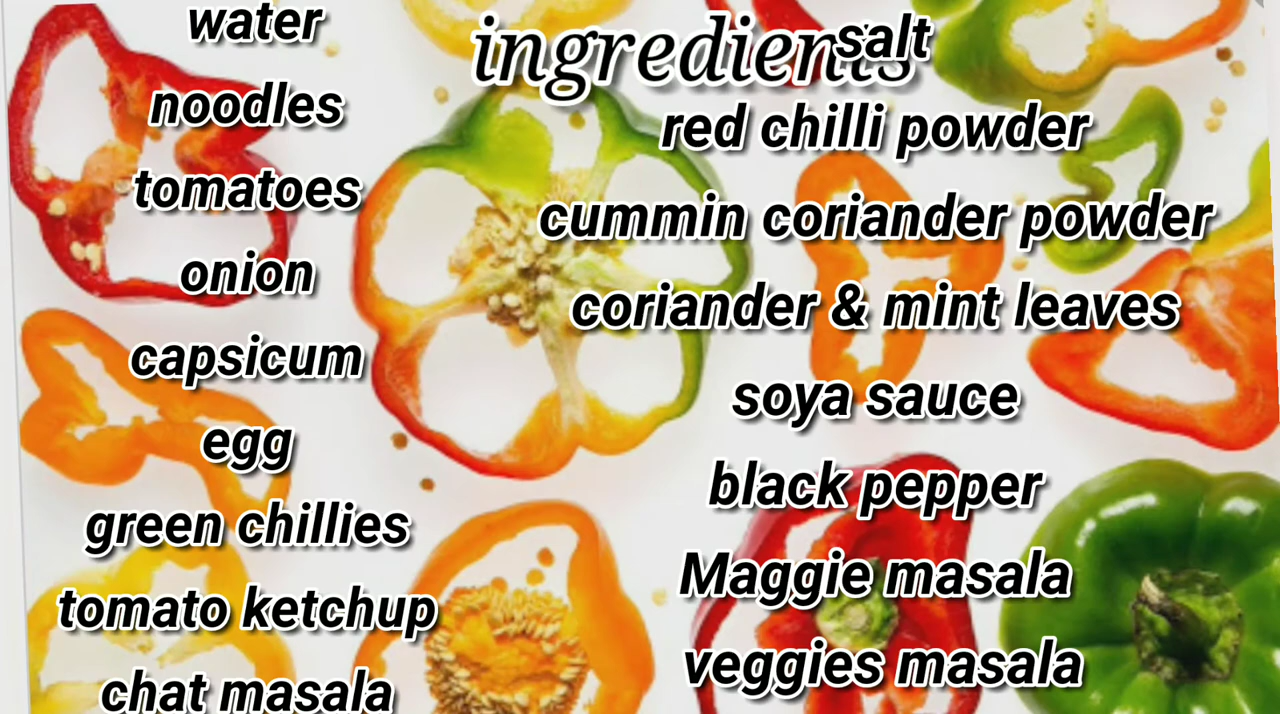 ingredients
water
noodles
tomatoes
onion
capsicum
egg
green chillies
tomato ketchup
chat masala
salt
red chilli powder
cummin coriander powder
coriander & mint leaves
soya sauce
black pepper
Maggie masala
veggies masala